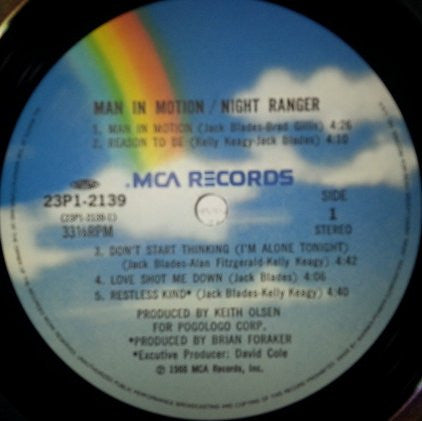 MAN IN MOTION / NIGHT RANGER
1. MAN IN MOTION (Jack Blades-Brad Gillis) 4:26
2. REASON TO BE (Kelly Keagy-Jack Blades) 4:10
MCA RECORDS
23P1-2139
SIDE
1
33⅓RPM
STEREO
3. DON'T START THINKING (I'M ALONE TONIGHT)
(Jack Blades-Alan Fitzgerald-Kelly Keagy) 4:42
4. LOVE SHOT ME DOWN (Jack Blades) 4:06
5. RESTLESS KIND* (Jack Blades-Kelly Keagy) 4:40
PRODUCED BY KEITH OLSEN
FOR POGOLOGO CORP.
*PRODUCED BY BRIAN FORAKER
*Excutive Producer: David Cole
Ⓟ 1988 MCA Records, Inc.